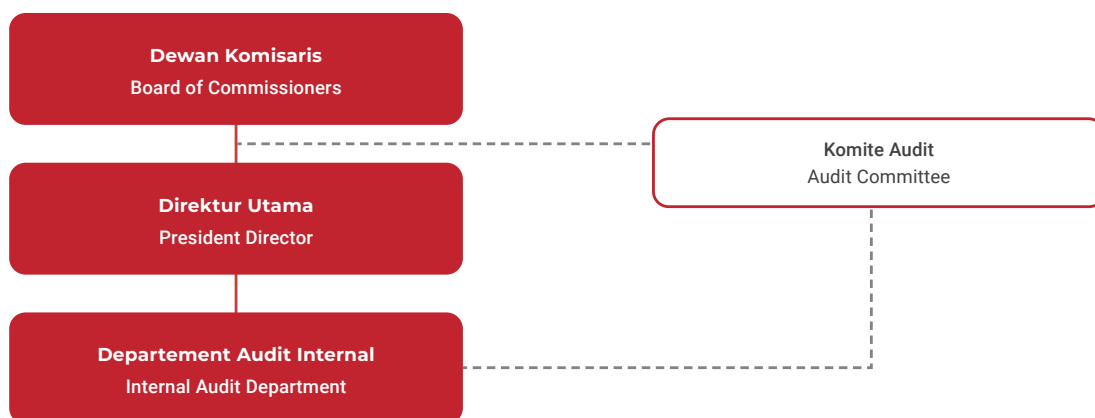 Dewan Komisaris
Board of Commissioners
Komite Audit
Audit Committee
Direktur Utama
President Director
Departement Audit Internal
Internal Audit Department